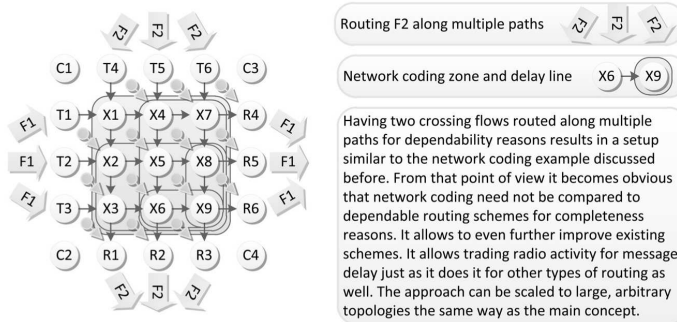 F2 F2 F2
C1 T4 T5 T6 C3
F1 T1 X1 X4 X7 R4 F1
F1 T2 X2 X5 X8 R5 F1
F1 T3 X3 X6 X9 R6 F1
C2 R1 R2 R3 C4
F2 F2 F2
Routing F2 along multiple paths F2 F2 F2
Network coding zone and delay line X6 X9
Having two crossing flows routed along multiple
paths for dependability reasons results in a setup
similar to the network coding example discussed
before. From that point of view it becomes obvious
that network coding need not be compared to
dependable routing schemes for completeness
reasons. It allows to even further improve existing
schemes. It allows trading radio activity for message
delay just as it does it for other types of routing as
well. The approach can be scaled to large, arbitrary
topologies the same way as the main concept.